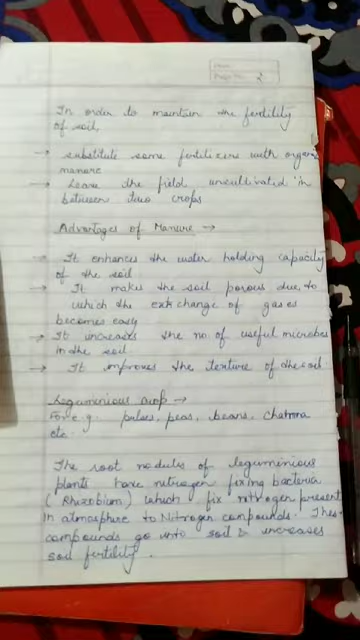 Page No. 2
In order to maintain the fertility
of soil,
→ substitute some fertilizers with organic
manure
→ Leave the field uncultivated in
between two crops
Advantages of Manure →
→ It enhances the water holding capacity
of the soil
→ It makes the soil porous due to
which the exchange of gases
becomes easy
→ It increases the no. of useful microbes
in the soil
→ It improves the texture of the soil.
Leguminious crop →
For e.g. pulses, peas, beans,
etc.
The root nodules of leguminious
plants have nitrogen fixing bacteria
(Rhizobium) which fix nitrogen present
in atmosphere to Nitrogen compounds. These
compounds go into soil & increases
soil fertility.